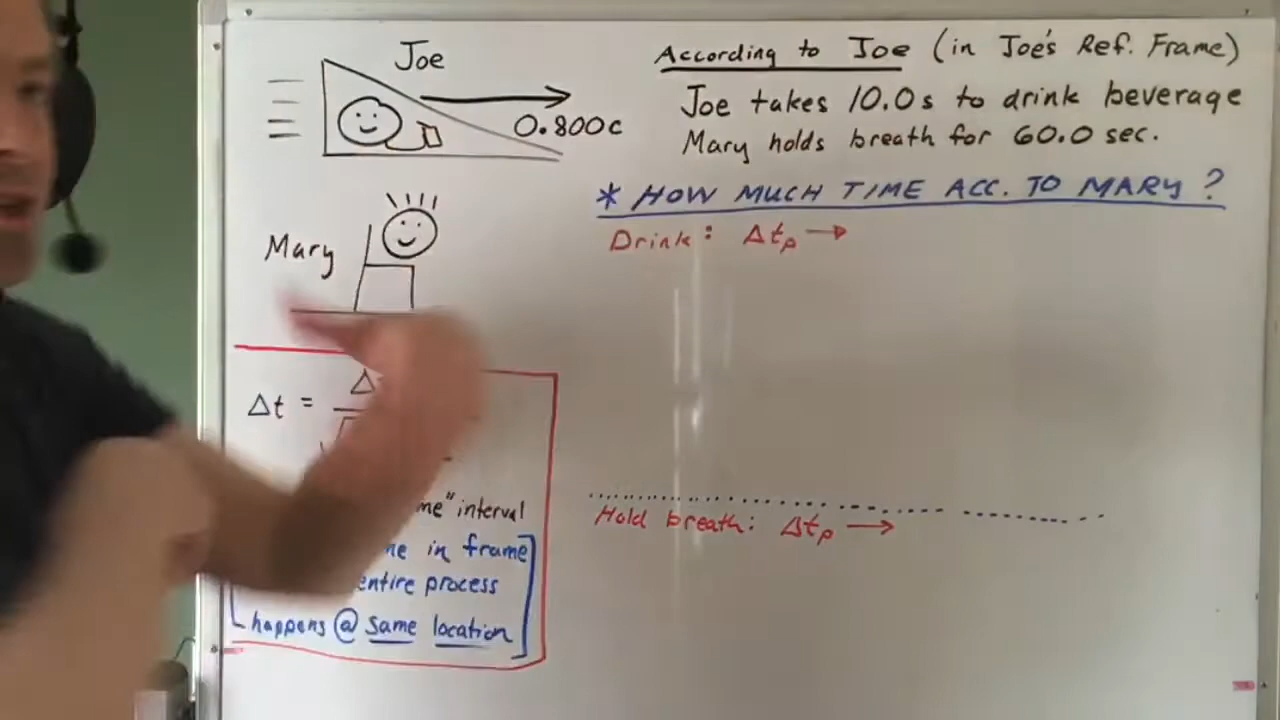 Joe
0.800c
According to Joe (in Joe's Ref. Frame)
Joe takes 10.0s to drink beverage
Mary holds breath for 60.0 sec.
* HOW MUCH TIME ACC. TO MARY?
Drink: Δtₚ →
Mary
Δt =
interval
in frame
entire process
happens @ same location
Hold breath: Δtₚ →